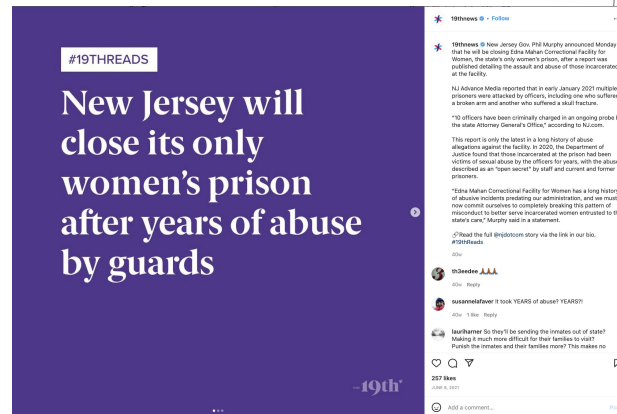 #19THREADS
New Jersey will
close its only
women's prison
after years of abuse
by guards
19th*
19thnews • Follow
19thnews New Jersey Gov. Phil Murphy announced Monday
that he will be closing Edna Mahan Correctional Facility for
Women, the state's only women's prison, after a report was
published detailing the assault and abuse of those incarcerated
at the facility.
NJ Advance Media reported that in early January 2021 multiple
prisoners were attacked by officers, including one who suffered
a broken arm and another who suffered a skull fracture.
"10 officers have been criminally charged in an ongoing probe
the state Attorney General's Office," according to NJ.com.
This report is only the latest in a long history of abuse
allegations against the facility. In 2020, the Department of
Justice found that those incarcerated at the prison had been
victims of sexual abuse by the officers for years, with the abuse
described as an "open secret" by staff and current and former
prisoners.
"Edna Mahan Correctional Facility for Women has a long history
of abusive incidents predating our administration, and we must
now commit ourselves to completely breaking this pattern of
misconduct to better serve incarcerated women entrusted to the
state's care," Murphy said in a statement.
🔗Read the full @njdotcom story via the link in our bio.
#19thReads
40w
th3eedee 🙏🏾🙏🏾🙏🏾
40w Reply
susannelafaver It took YEARS of abuse? YEARS?!
40w 1 like Reply
lauriharner So they'll be sending the inmates out of state?
Making it much more difficult for their families to visit?
Punish the inmates and their families more? This makes no
257 likes
JUNE 8, 2021
Add a comment...